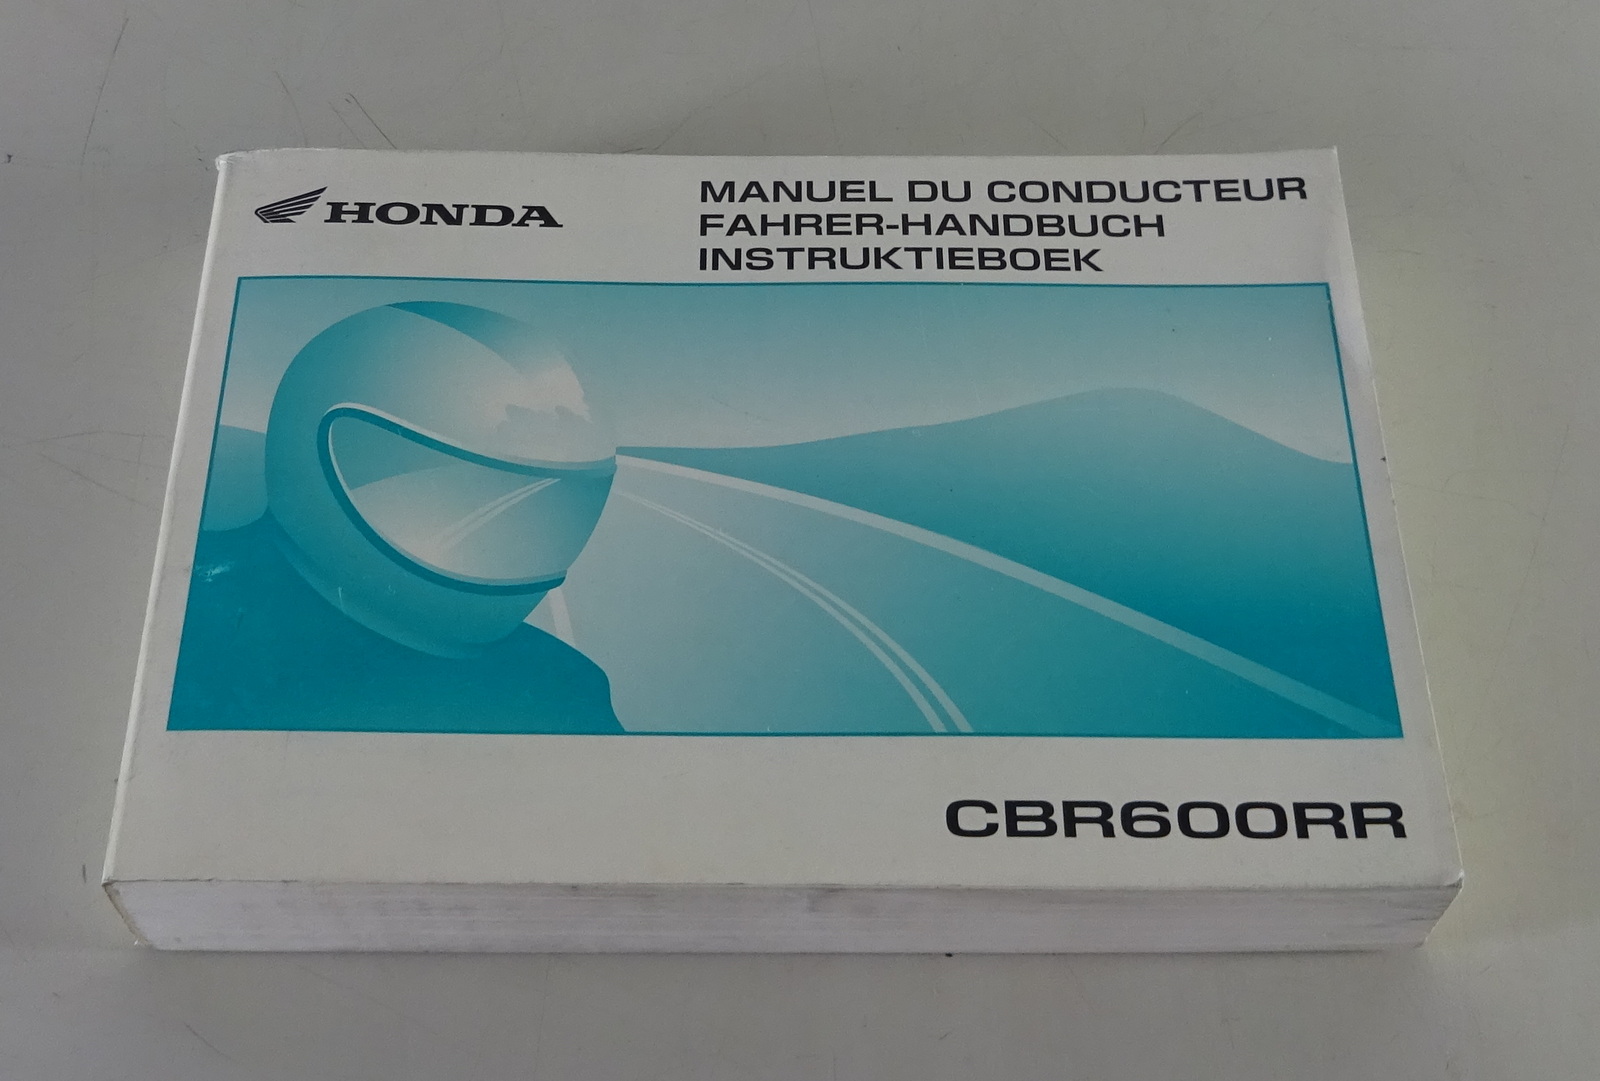 HONDA
MANUEL DU CONDUCTEUR
FAHRER-HANDBUCH
INSTRUKTIEBOEK
CBR600RR